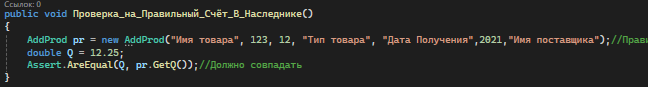 Ссылок: 0
public void Проверка_на_Правильный_Счёт_В_Наследнике()
{
AddProd pr = new AddProd("Имя товара", 123, 12, "Тип товара", "Дата Получения",2021,"Имя поставщика");//Прави
double Q = 12.25;
Assert.AreEqual(Q, pr.GetQ());//Должно совпадать
}